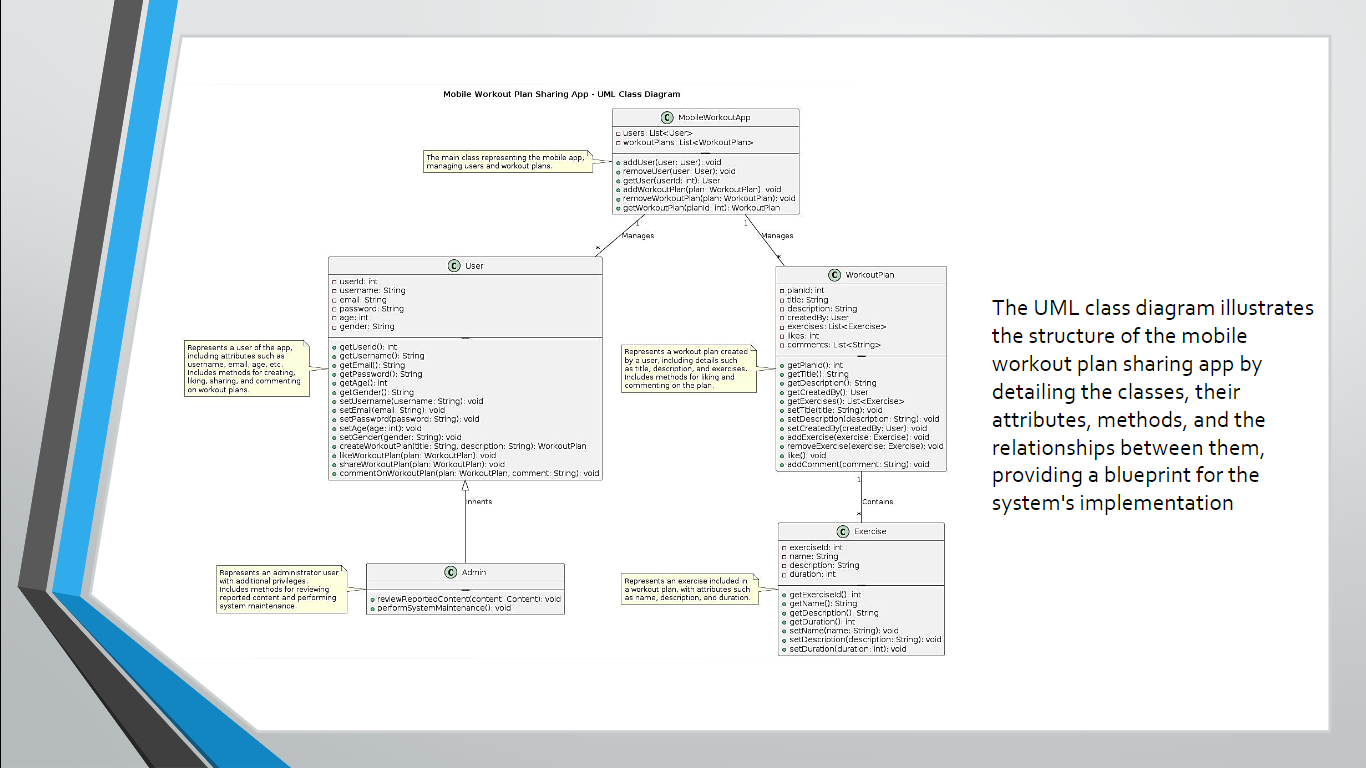 Mobile Workout Plan Sharing App - UML Class Diagram
C MobileWorkoutApp
users: List<User>
workoutPlans: List<WorkoutPlan>
addUser(user: User): void
removeUser(user: User): void
getUser(userId: int): User
addWorkoutPlan(plan: WorkoutPlan): void
removeWorkoutPlan(plan: WorkoutPlan): void
getWorkoutPlan(planId: int): WorkoutPlan
The main class representing the mobile app,
managing users and workout plans.
1
Manages
*
1
Manages
*
C User
userId: int
username: String
email: String
password: String
age: int
gender: String
getUserId(): int
getUsername(): String
getEmail(): String
getPassword(): String
getAge(): int
getGender(): String
setUsername(username: String): void
setEmail(email: String): void
setPassword(password: String): void
setAge(age: int): void
setGender(gender: String): void
createWorkoutPlan(title: String, description: String): WorkoutPlan
likeWorkoutPlan(plan: WorkoutPlan): void
shareWorkoutPlan(plan: WorkoutPlan): void
commentOnWorkoutPlan(plan: WorkoutPlan, comment: String): void
Represents a user of the app,
including attributes such as
username, email, age, etc.
Includes methods for creating,
liking, sharing, and commenting
on workout plans.
C WorkoutPlan
planId: int
title: String
description: String
createdBy: User
exercises: List<Exercise>
likes: int
comments: List<String>
getPlanId(): int
getTitle(): String
getDescription(): String
getCreatedBy(): User
getExercises(): List<Exercise>
setTitle(title: String): void
setDescription(description: String): void
setCreatedBy(createdBy: User): void
addExercise(exercise: Exercise): void
removeExercise(exercise: Exercise): void
like(): void
addComment(comment: String): void
Represents a workout plan created
by a user, including details such
as title, description, and exercises.
Includes methods for liking and
commenting on the plan.
Inherits
1
Contains
*
C Admin
reviewReportedContent(content: Content): void
performSystemMaintenance(): void
Represents an administrator user
with additional privileges.
Includes methods for reviewing
reported content and performing
system maintenance.
C Exercise
exerciseId: int
name: String
description: String
duration: int
getExerciseId(): int
getName(): String
getDescription(): String
getDuration(): int
setName(name: String): void
setDescription(description: String): void
setDuration(duration: int): void
Represents an exercise included in
a workout plan, with attributes such
as name, description, and duration.
The UML class diagram illustrates
the structure of the mobile
workout plan sharing app by
detailing the classes, their
attributes, methods, and the
relationships between them,
providing a blueprint for the
system's implementation